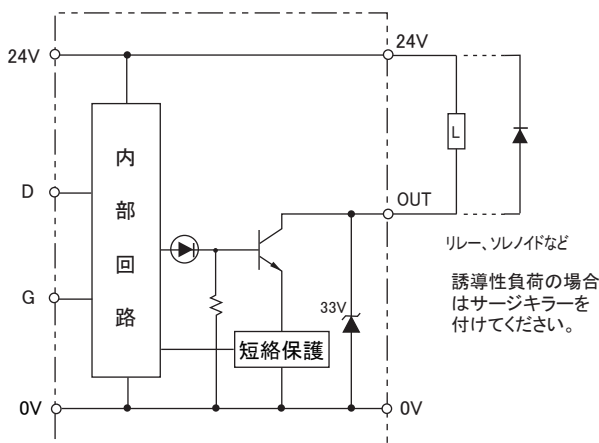 24V
24V
内部回路
L
D
OUT
リレー、ソレノイドなど
誘導性負荷の場合
はサージキラーを
付けてください。
G
33V
短絡保護
0V
0V